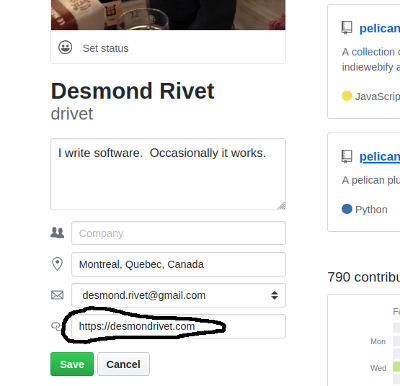 Set status
Desmond Rivet
drivet
I write software.  Occasionally it works.
Company
Montreal, Quebec, Canada
desmond.rivet@gmail.com
https://desmondrivet.com
Save Cancel
pelican
A collection
indiewebify a
JavaScrip
pelican
A pelican plu
Python
790 contribu
Mon
Wed